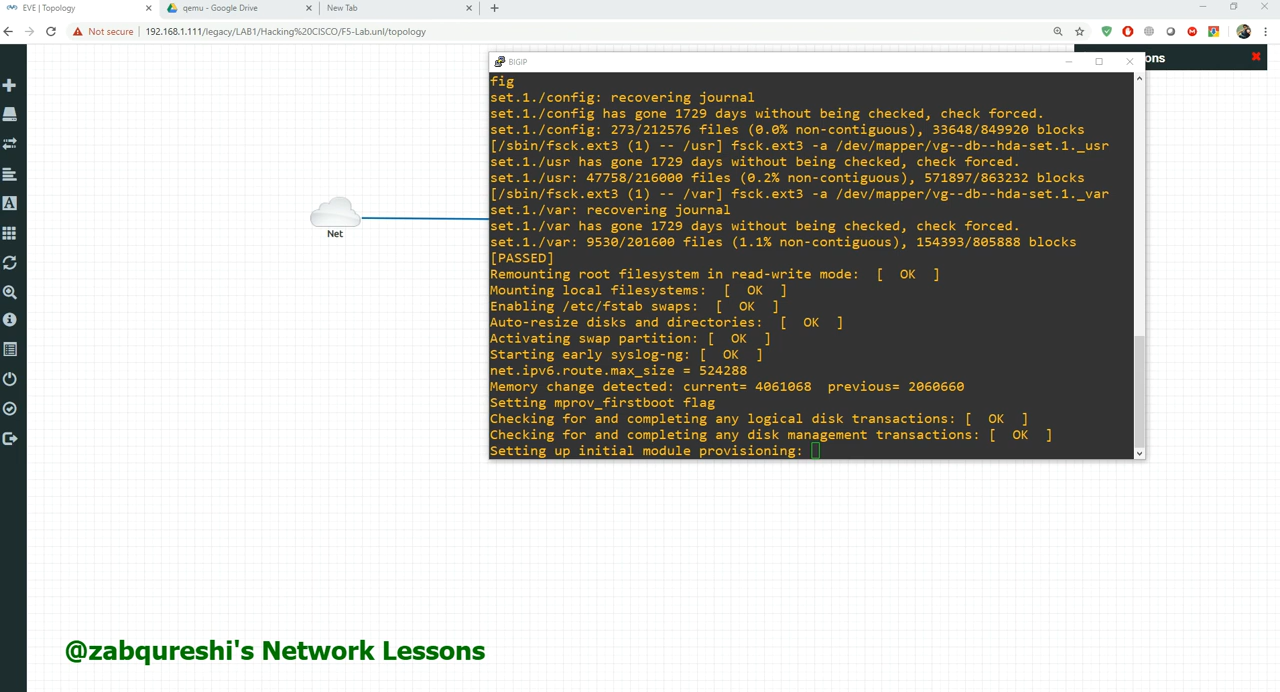 EVE | Topology
qemu - Google Drive
New Tab
Not secure
192.168.1.111/legacy/LAB1/Hacking%20CISCO/F5-Lab.unl/topology
ons
BIGIP
fig
set.1./config: recovering journal
set.1./config has gone 1729 days without being checked, check forced.
set.1./config: 273/212576 files (0.0% non-contiguous), 33648/849920 blocks
[/sbin/fsck.ext3 (1) -- /usr] fsck.ext3 -a /dev/mapper/vg--db--hda-set.1._usr
set.1./usr has gone 1729 days without being checked, check forced.
set.1./usr: 47758/216000 files (0.2% non-contiguous), 571897/863232 blocks
[/sbin/fsck.ext3 (1) -- /var] fsck.ext3 -a /dev/mapper/vg--db--hda-set.1._var
set.1./var: recovering journal
set.1./var has gone 1729 days without being checked, check forced.
set.1./var: 9530/201600 files (1.1% non-contiguous), 154393/805888 blocks
[PASSED]
Remounting root filesystem in read-write mode:  [  OK  ]
Mounting local filesystems:  [  OK  ]
Enabling /etc/fstab swaps:  [  OK  ]
Auto-resize disks and directories:  [  OK  ]
Activating swap partition: [  OK  ]
Starting early syslog-ng: [  OK  ]
net.ipv6.route.max_size = 524288
Memory change detected: current= 4061068  previous= 2060660
Setting mprov_firstboot flag
Checking for and completing any logical disk transactions: [  OK  ]
Checking for and completing any disk management transactions: [  OK  ]
Setting up initial module provisioning:
Net
@zabqureshi's Network Lessons